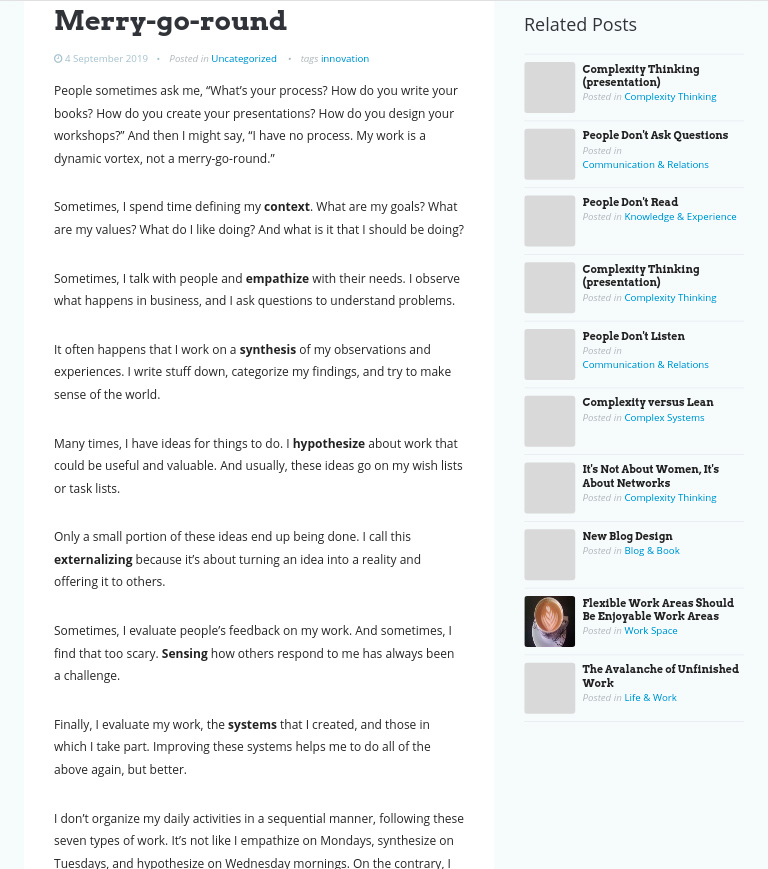 Merry-go-round
4 September 2019 • Posted in Uncategorized • tags innovation
People sometimes ask me, “What’s your process? How do you write your
books? How do you create your presentations? How do you design your
workshops?” And then I might say, “I have no process. My work is a
dynamic vortex, not a merry-go-round.”
Sometimes, I spend time defining my context. What are my goals? What
are my values? What do I like doing? And what is it that I should be doing?
Sometimes, I talk with people and empathize with their needs. I observe
what happens in business, and I ask questions to understand problems.
It often happens that I work on a synthesis of my observations and
experiences. I write stuff down, categorize my findings, and try to make
sense of the world.
Many times, I have ideas for things to do. I hypothesize about work that
could be useful and valuable. And usually, these ideas go on my wish lists
or task lists.
Only a small portion of these ideas end up being done. I call this
externalizing because it’s about turning an idea into a reality and
offering it to others.
Sometimes, I evaluate people’s feedback on my work. And sometimes, I
find that too scary. Sensing how others respond to me has always been
a challenge.
Finally, I evaluate my work, the systems that I created, and those in
which I take part. Improving these systems helps me to do all of the
above again, but better.
I don’t organize my daily activities in a sequential manner, following these
seven types of work. It’s not like I empathize on Mondays, synthesize on
Tuesdays, and hypothesize on Wednesday mornings. On the contrary, I
Related Posts
Complexity Thinking
(presentation)
Posted in Complexity Thinking
People Don't Ask Questions
Posted in
Communication & Relations
People Don't Read
Posted in Knowledge & Experience
Complexity Thinking
(presentation)
Posted in Complexity Thinking
People Don't Listen
Posted in
Communication & Relations
Complexity versus Lean
Posted in Complex Systems
It's Not About Women, It's
About Networks
Posted in Complexity Thinking
New Blog Design
Posted in Blog & Book
Flexible Work Areas Should
Be Enjoyable Work Areas
Posted in Work Space
The Avalanche of Unfinished
Work
Posted in Life & Work